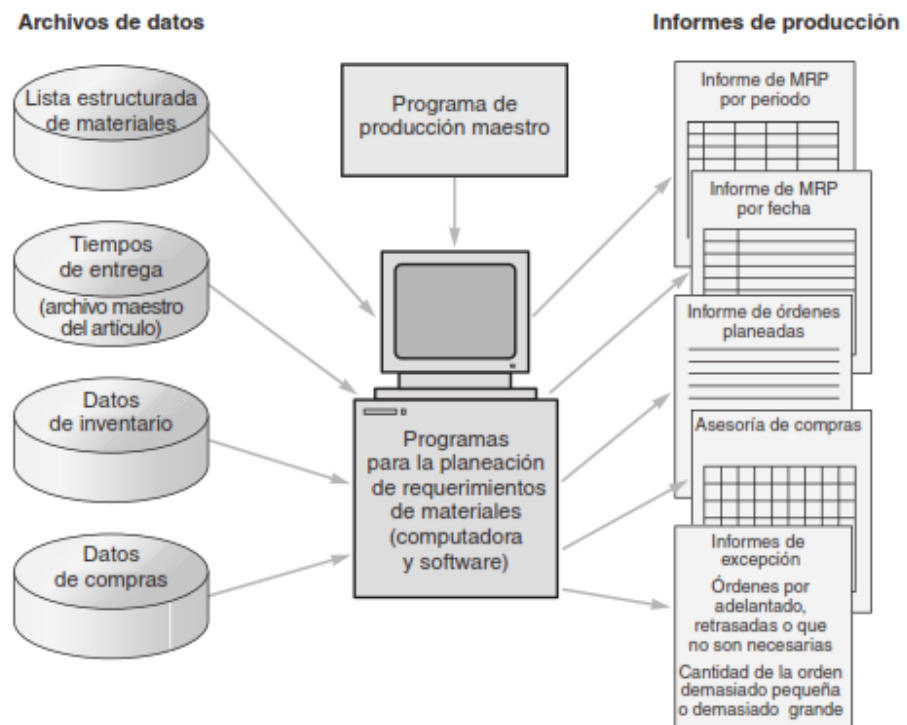 Archivos de datos
Informes de producción
Lista estructurada
de materiales
Tiempos
de entrega
(archivo maestro
del artículo)
Datos
de inventario
Datos
de compras
Programa de
producción maestro
Programas
para la planeación
de requerimientos
de materiales
(computadora
y software)
Informe de MRP
por periodo
Informe de MRP
por fecha
Informe de órdenes
planeadas
Asesoría de compras
Informes de
excepción
Órdenes por
adelantado,
retrasadas o que
no son necesarias
Cantidad de la orden
demasiado pequeña
o demasiado grande